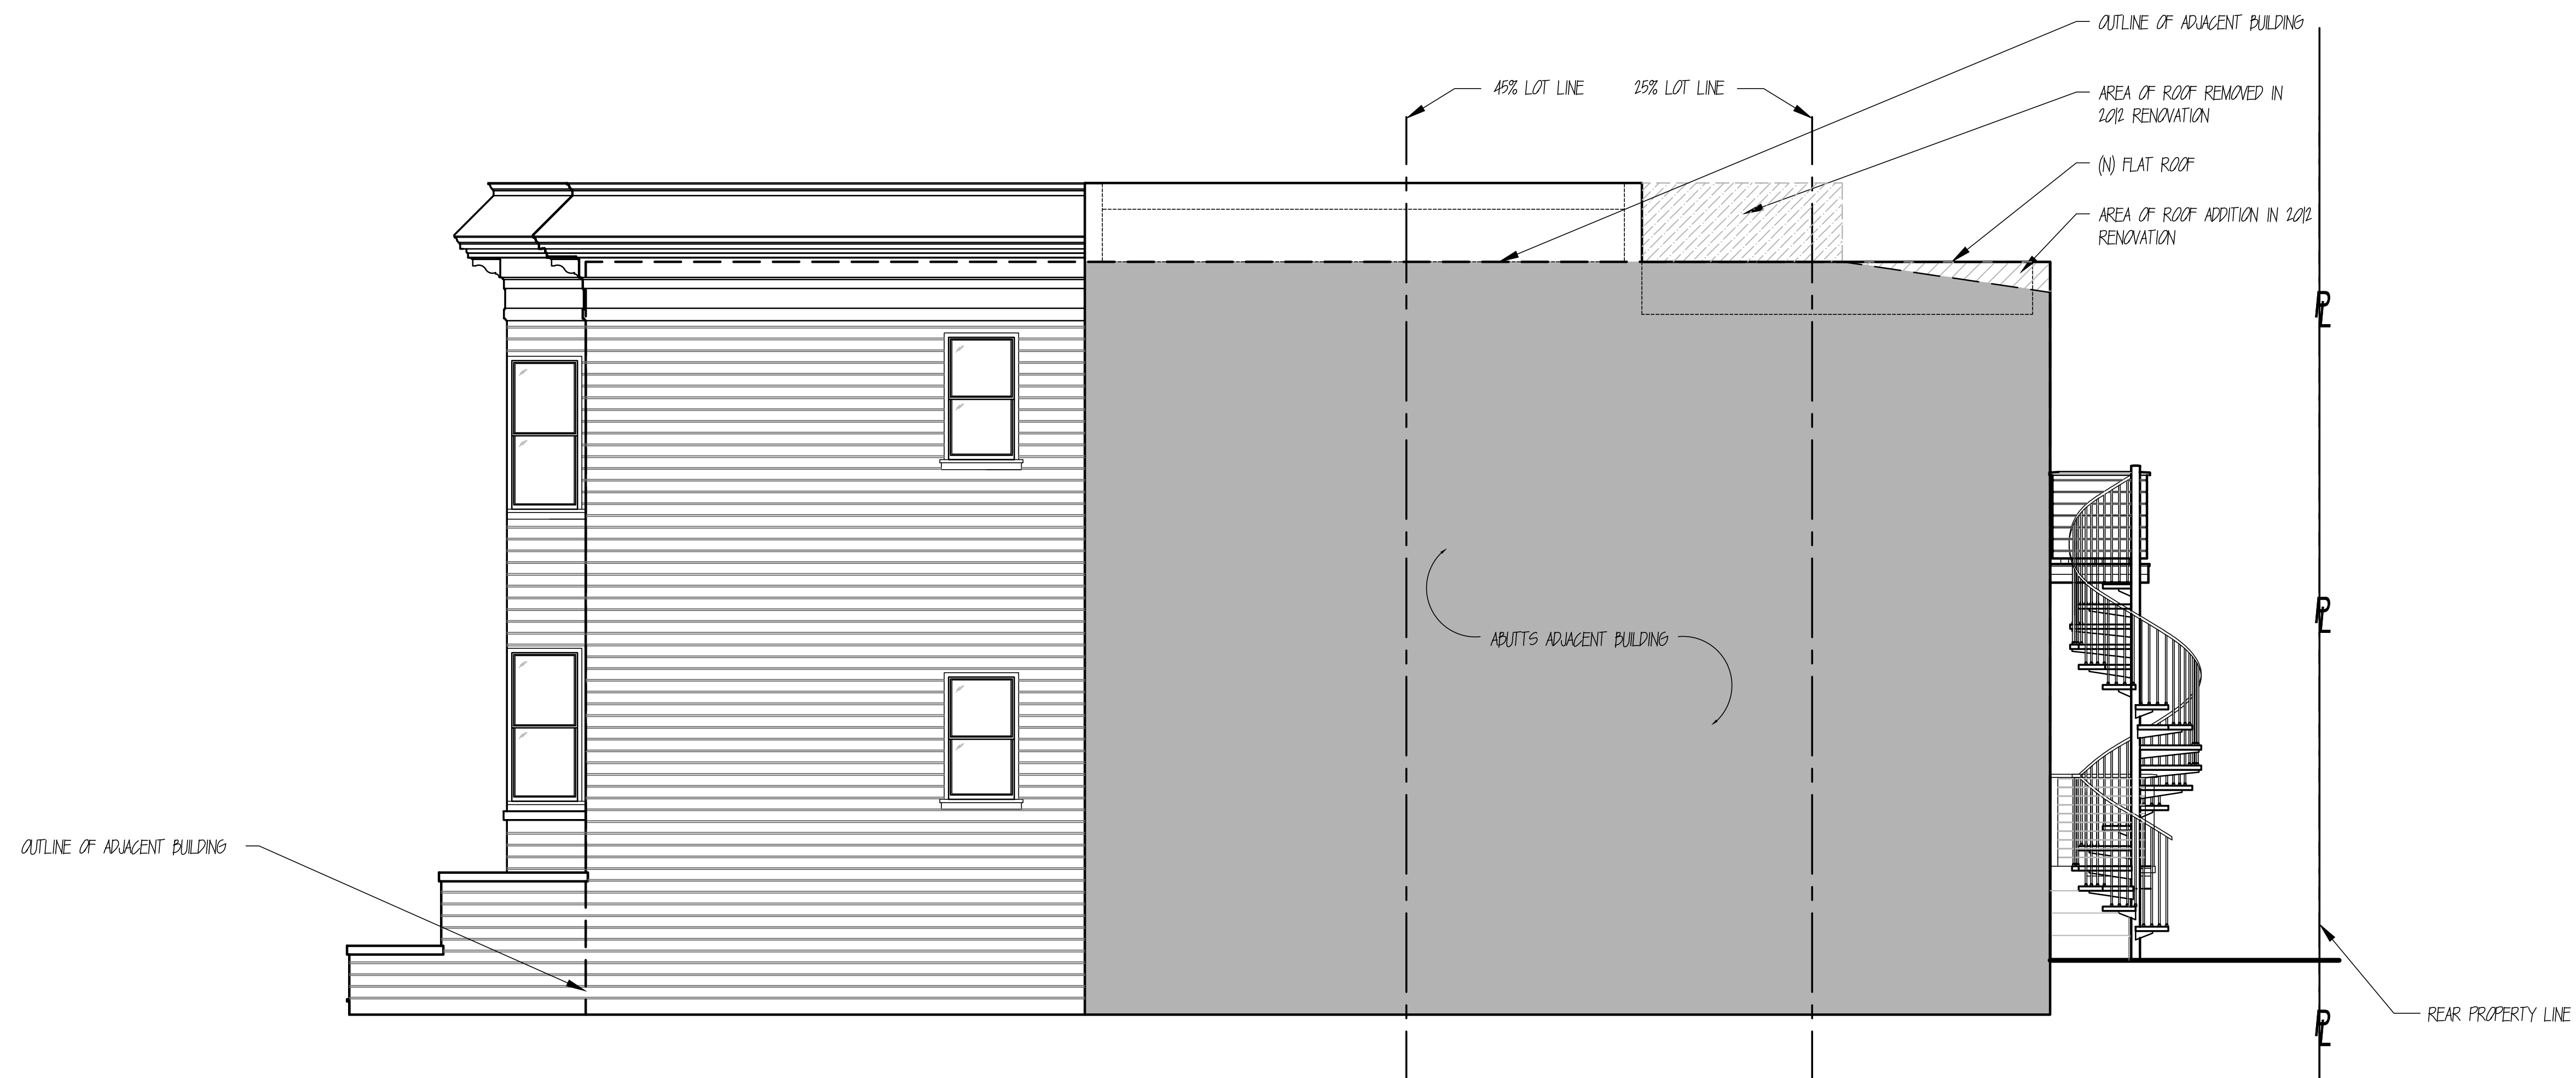 OUTLINE OF ADJACENT BUILDING
45% LOT LINE
25% LOT LINE
AREA OF ROOF REMOVED IN
2012 RENOVATION
(N) FLAT ROOF
AREA OF ROOF ADDITION IN 2012
RENOVATION
PL
PL
ABUTTS ADJACENT BUILDING
OUTLINE OF ADJACENT BUILDING
REAR PROPERTY LINE
PL